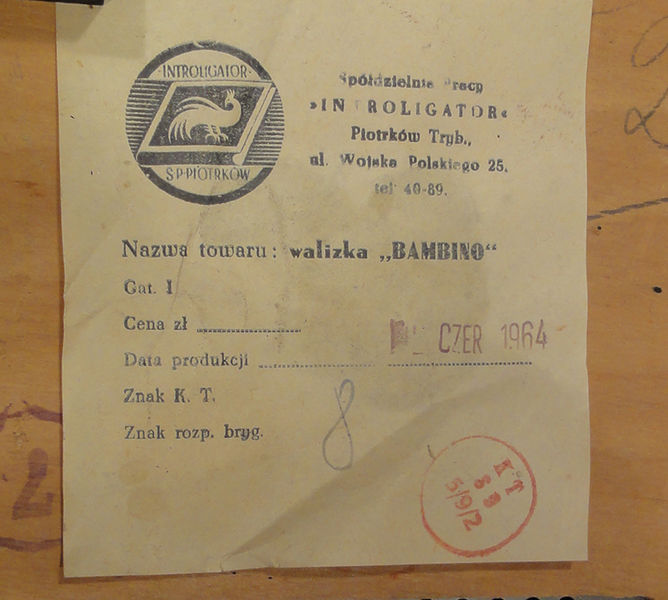 INTROLIGATOR
S.P. PIOTRKÓW
Spółdzielnia Pracy
»INTROLIGATOR«
Piotrków Tryb.,
ul. Wojska Polskiego 25.
tel 40-89.
Nazwa towaru: walizka „BAMBINO“
Gat. I
Cena zł
CZER 1964
Data produkcji
Znak K. T.
Znak rozp. bryg.
8
KT
5/9/2
2